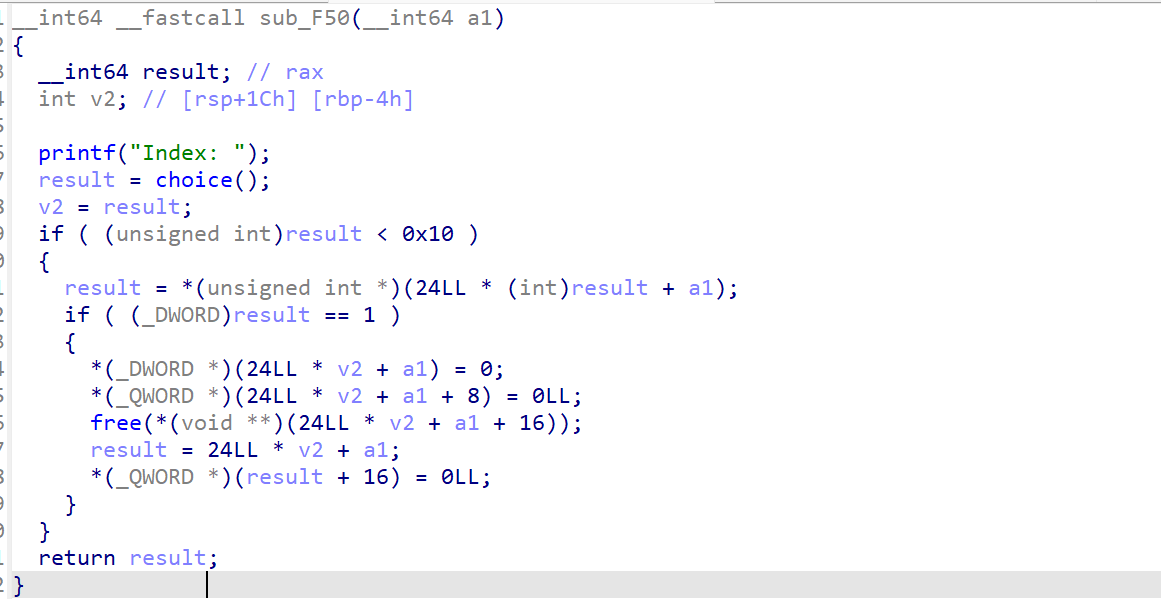 __int64 __fastcall sub_F50(__int64 a1)
{
__int64 result; // rax
int v2; // [rsp+1Ch] [rbp-4h]
printf("Index: ");
result = choice();
v2 = result;
if ( (unsigned int)result < 0x10 )
{
result = *(unsigned int *)(24LL * (int)result + a1);
if ( (_DWORD)result == 1 )
{
*(_DWORD *)(24LL * v2 + a1) = 0;
*(_QWORD *)(24LL * v2 + a1 + 8) = 0LL;
free(*(void **)(24LL * v2 + a1 + 16));
result = 24LL * v2 + a1;
*(_QWORD *)(result + 16) = 0LL;
}
}
return result;
}